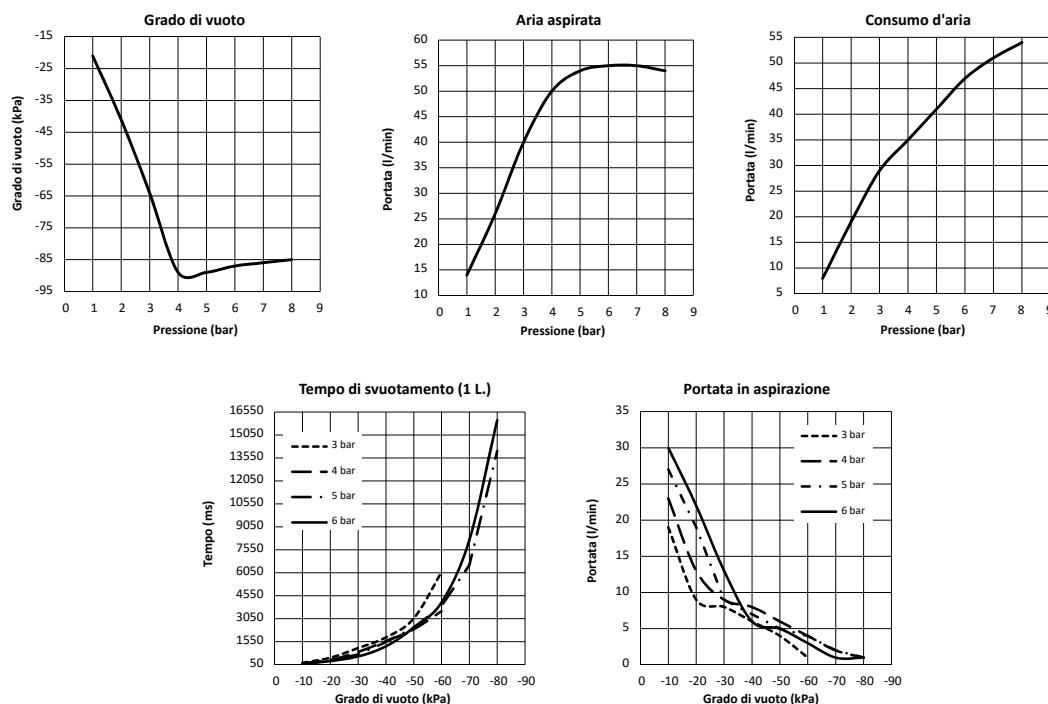 Grado di vuoto
-15
-25
-35
-45
-55
-65
-75
-85
-95
Grado di vuoto (kPa)
0 1 2 3 4 5 6 7 8 9
Pressione (bar)
Aria aspirata
60
55
50
45
40
35
30
25
20
15
10
Portata (l/min)
0 1 2 3 4 5 6 7 8 9
Pressione (bar)
Consumo d'aria
55
50
45
40
35
30
25
20
15
10
5
Portata (l/min)
0 1 2 3 4 5 6 7 8 9
Pressione (bar)
Tempo di svuotamento (1 L.)
16550
15050
13550
12050
10550
9050
7550
6050
4550
3050
1550
50
Tempo (ms)
3 bar
4 bar
5 bar
6 bar
0 -10 -20 -30 -40 -50 -60 -70 -80 -90
Grado di vuoto (kPa)
Portata in aspirazione
35
30
25
20
15
10
5
0
Portata (l/min)
3 bar
4 bar
5 bar
6 bar
0 -10 -20 -30 -40 -50 -60 -70 -80 -90
Grado di vuoto (kPa)